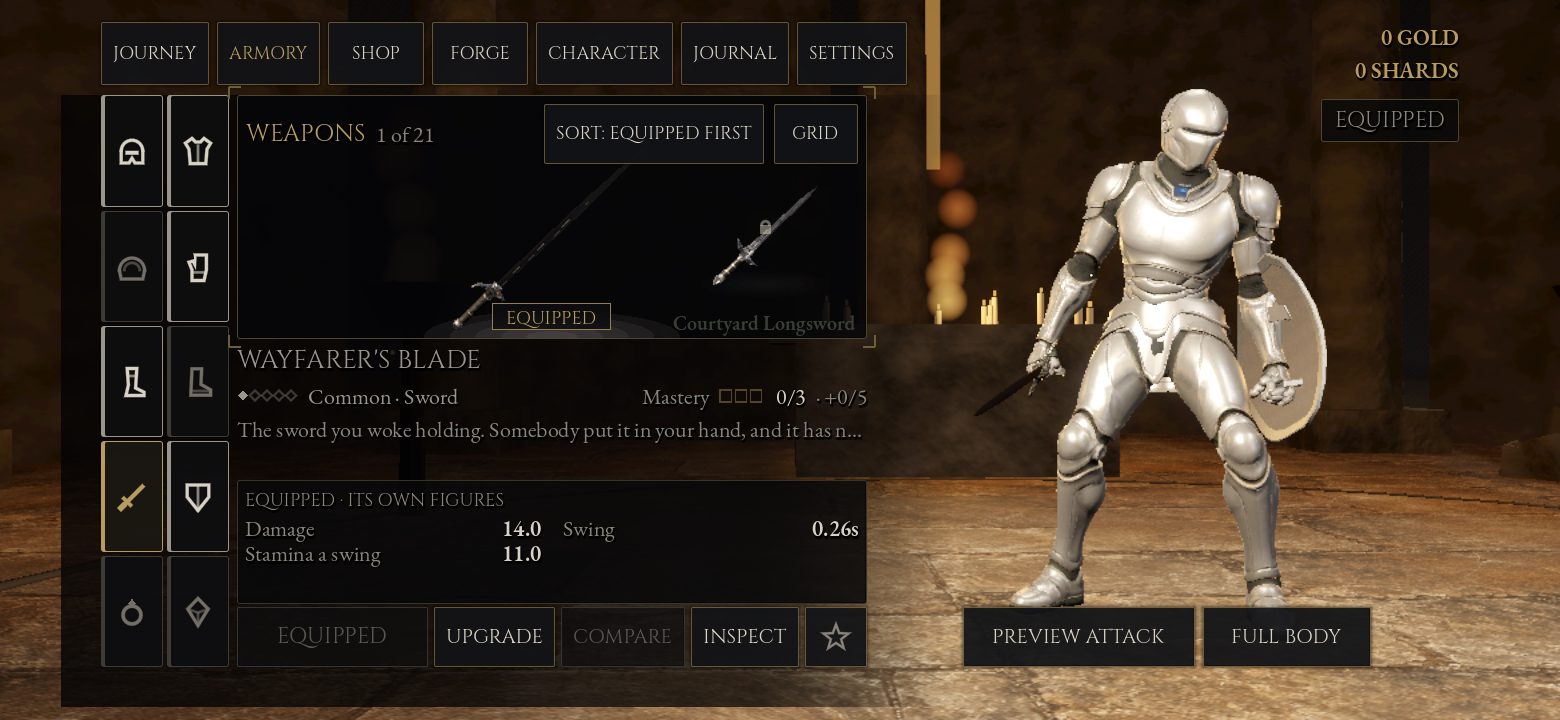 JOURNEY ARMORY SHOP FORGE CHARACTER JOURNAL SETTINGS
0 GOLD
0 SHARDS
EQUIPPED
WEAPONS 1 of 21 SORT: EQUIPPED FIRST GRID
EQUIPPED
Courtyard Longsword
WAYFARER'S BLADE
Common · Sword Mastery 0/3 · +0/5
The sword you woke holding. Somebody put it in your hand, and it has n...
EQUIPPED · ITS OWN FIGURES
Damage 14.0 Swing 0.26s
Stamina a swing 11.0
EQUIPPED UPGRADE COMPARE INSPECT
PREVIEW ATTACK FULL BODY